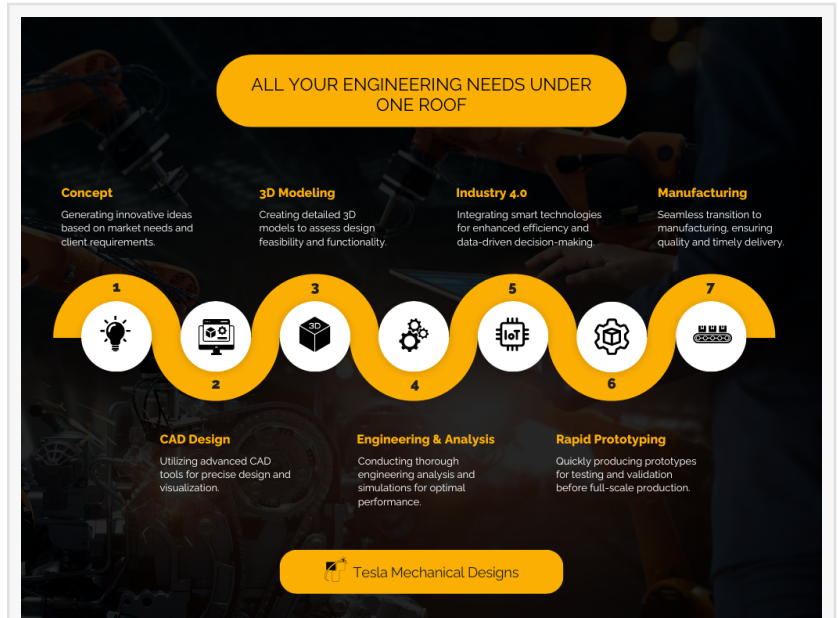 ALL YOUR ENGINEERING NEEDS UNDER
ONE ROOF
Concept
Generating innovative ideas
based on market needs and
client requirements.
3D Modeling
Creating detailed 3D
models to assess design
feasibility and functionality.
Industry 4.0
Integrating smart technologies
for enhanced efficiency and
data-driven decision-making.
Manufacturing
Seamless transition to
manufacturing, ensuring
quality and timely delivery.
1
3
5
7
3D
IoT
2
4
6
CAD Design
Utilizing advanced CAD
tools for precise design and
visualization.
Engineering & Analysis
Conducting thorough
engineering analysis and
simulations for optimal
performance.
Rapid Prototyping
Quickly producing prototypes
for testing and validation
before full-scale production.
Tesla Mechanical Designs